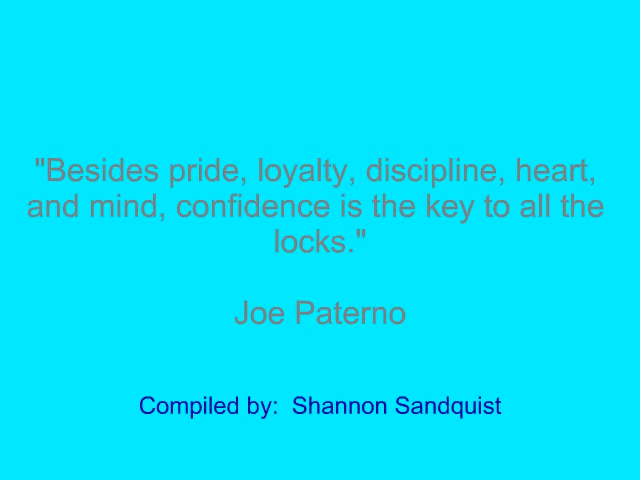 "Besides pride, loyalty, discipline, heart,
and mind, confidence is the key to all the
locks."
Joe Paterno
Compiled by:  Shannon Sandquist